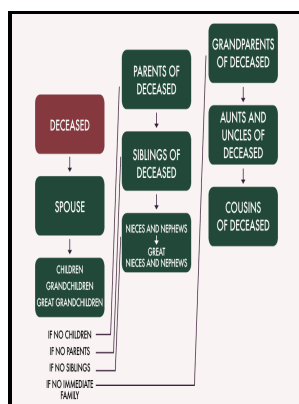 DECEASED
SPOUSE
CHILDREN
GRANDCHILDREN
GREAT GRANDCHILDREN
IF NO CHILDREN
IF NO PARENTS
IF NO SIBLINGS
IF NO IMMEDIATE
FAMILY
PARENTS OF
DECEASED
SIBLINGS OF
DECEASED
NIECES AND NEPHEWS
GREAT
NIECES AND NEPHEWS
GRANDPARENTS
OF DECEASED
AUNTS AND
UNCLES OF
DECEASED
COUSINS
OF DECEASED